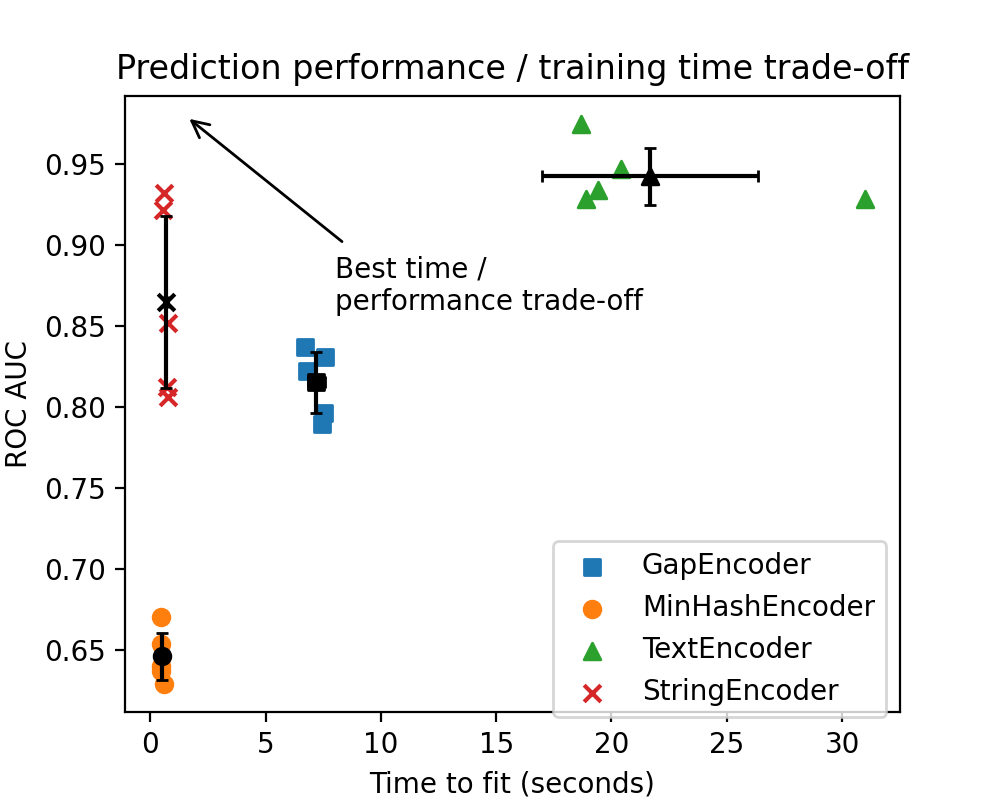 Prediction performance / training time trade-off
0.95
0.90
0.85
0.80
0.75
0.70
0.65
ROC AUC
Best time /
performance trade-off
GapEncoder
MinHashEncoder
TextEncoder
StringEncoder
0 5 10 15 20 25 30
Time to fit (seconds)